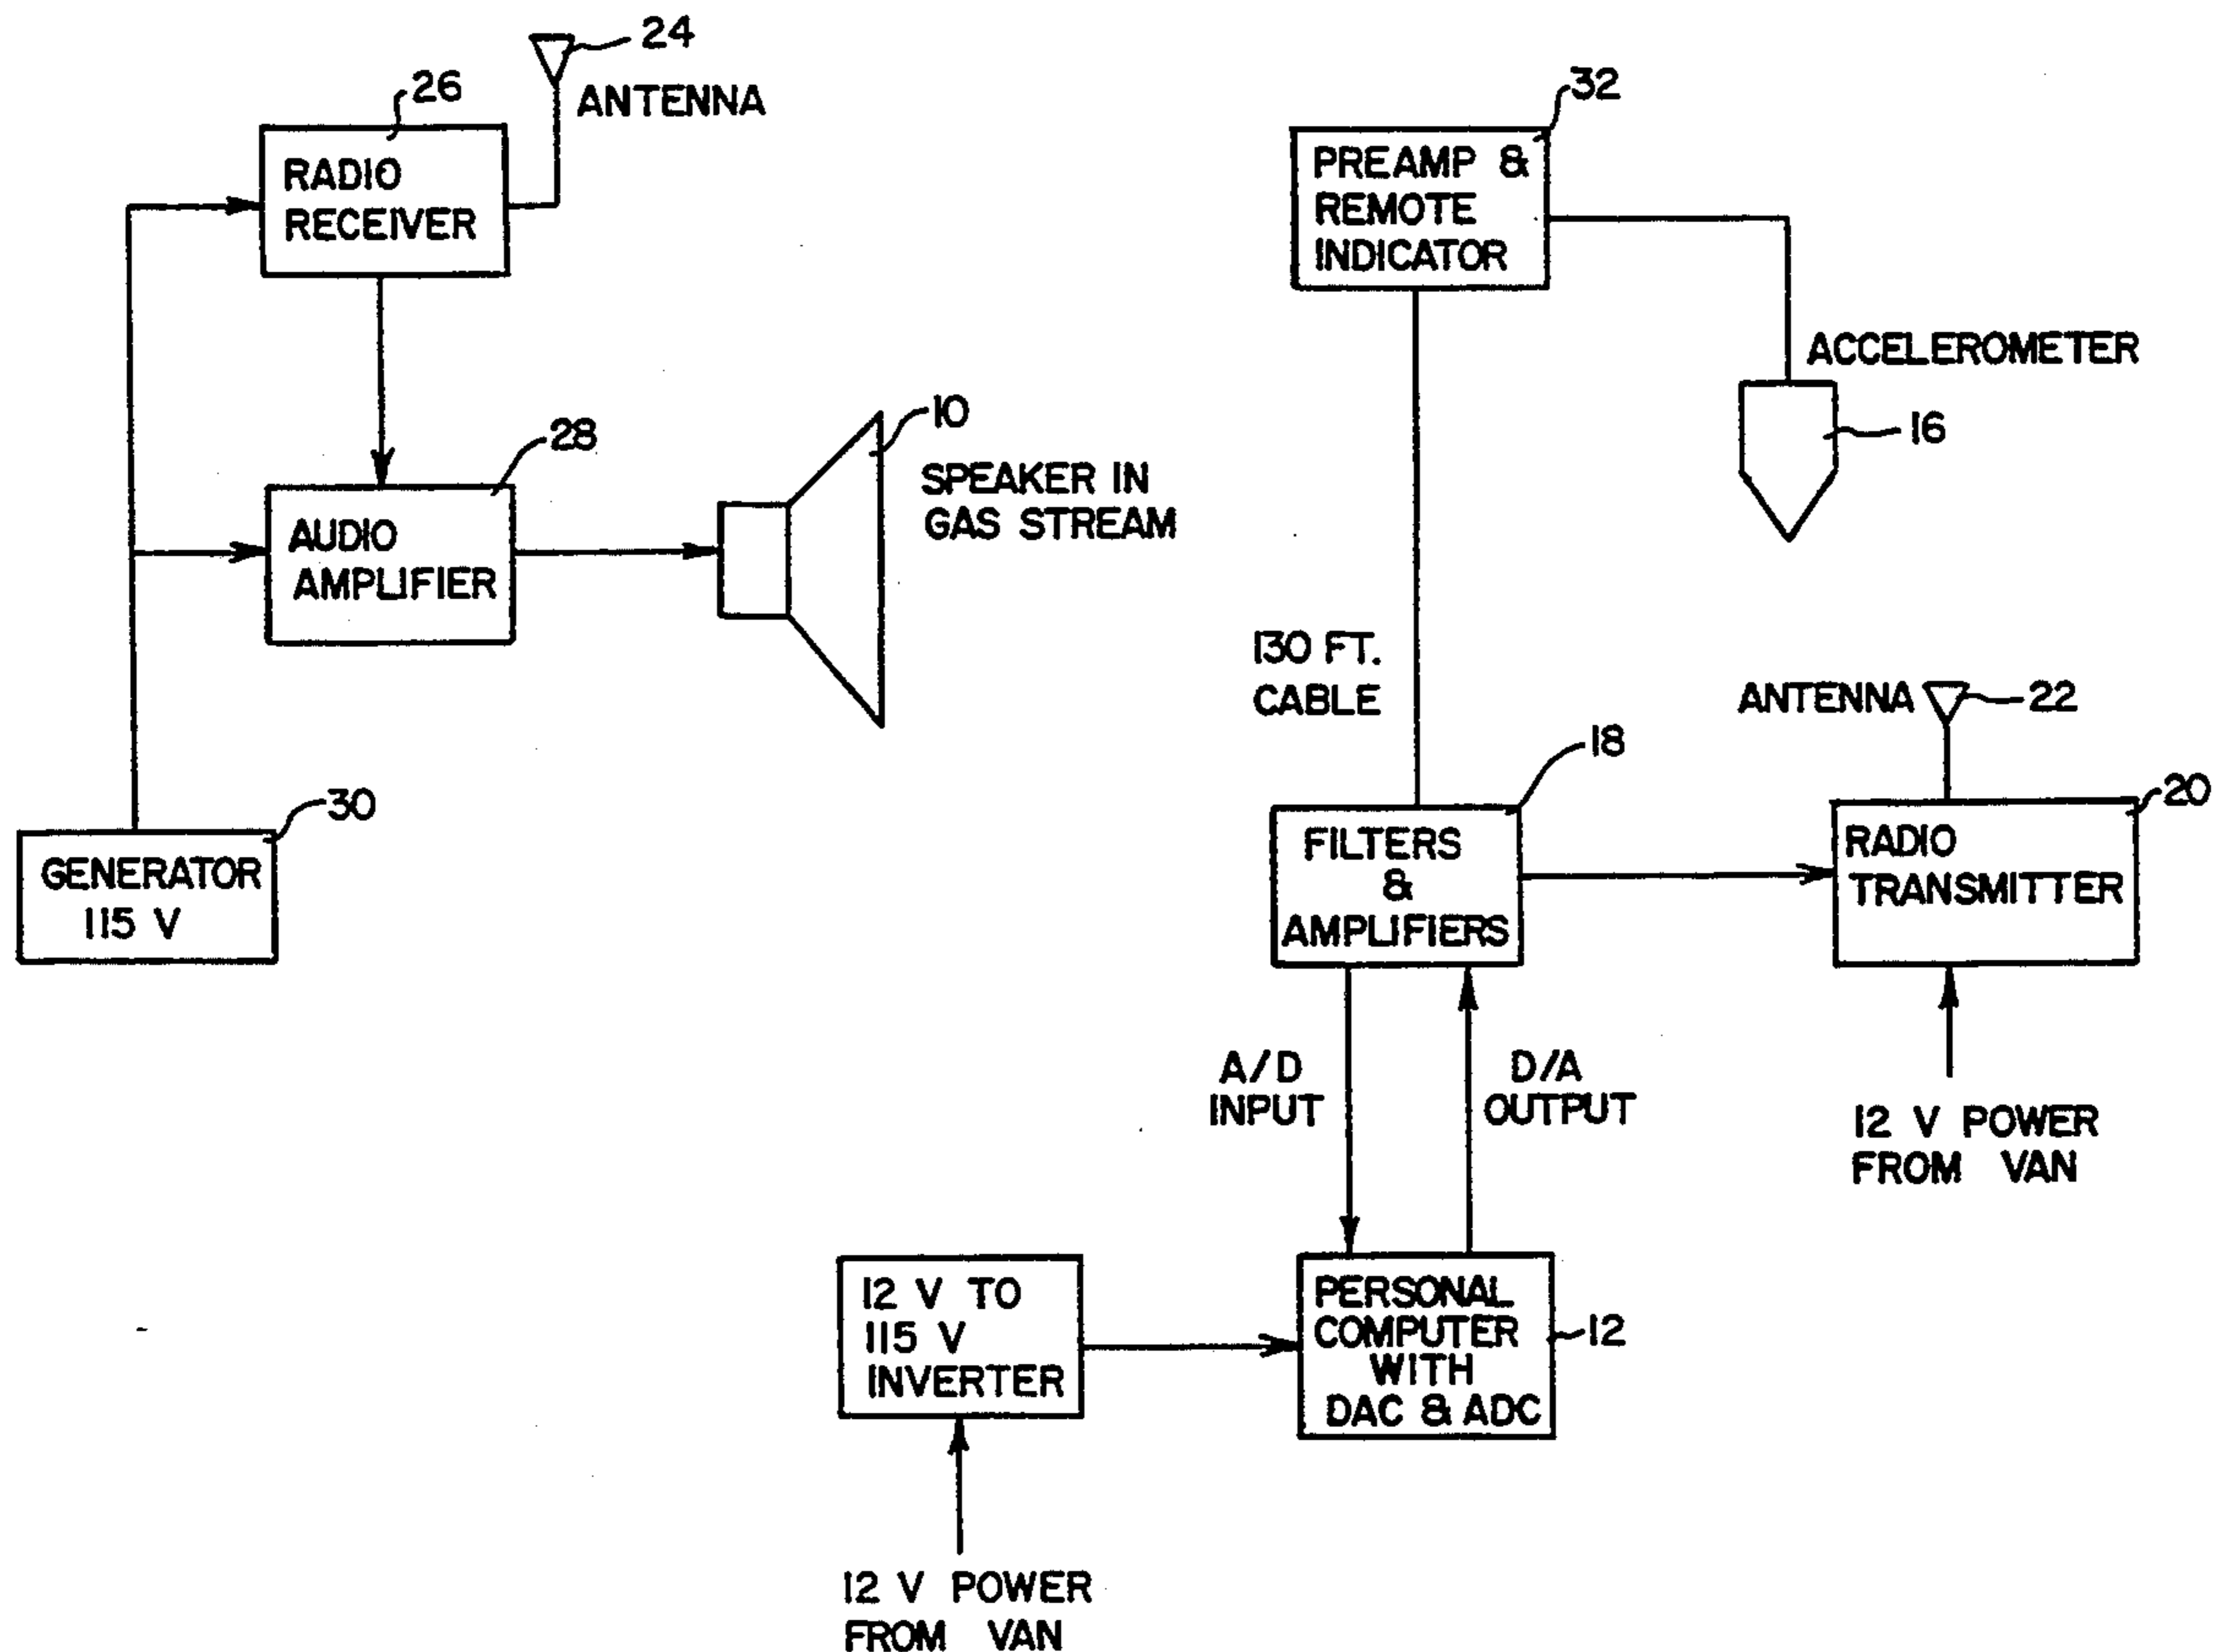 24
ANTENNA
26
RADIO
RECEIVER
32
PREAMP &
REMOTE
INDICATOR
ACCELEROMETER
16
28
AUDIO
AMPLIFIER
10
SPEAKER IN
GAS STREAM
130 FT.
CABLE
ANTENNA
22
30
GENERATOR
115 V
18
FILTERS
&
AMPLIFIERS
20
RADIO
TRANSMITTER
A/D
INPUT
D/A
OUTPUT
12 V POWER
FROM VAN
12 V TO
115 V
INVERTER
PERSONAL
COMPUTER
WITH
DAC & ADC
12
12 V POWER
FROM VAN